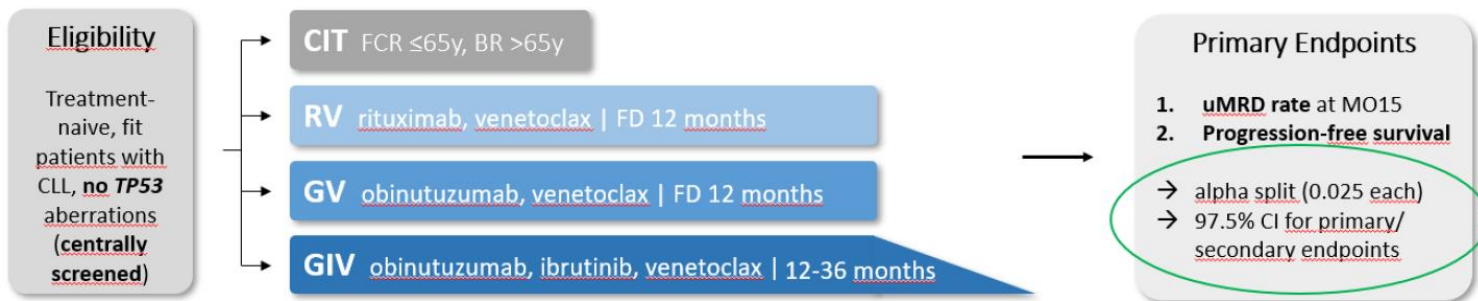 Eligibility
Treatment-
naive, fit
patients with
CLL, no TP53
aberrations
(centrally
screened)
CIT FCR ≤65y, BR >65y
RV rituximab, venetoclax | FD 12 months
GV obinutuzumab, venetoclax | FD 12 months
GIV obinutuzumab, ibrutinib, venetoclax | 12-36 months
Primary Endpoints
1. uMRD rate at MO15
2. Progression-free survival
→ alpha split (0.025 each)
→ 97.5% CI for primary/
secondary endpoints